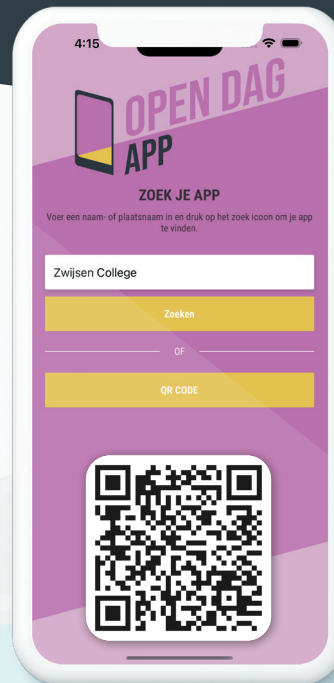 4:15
OPEN DAG
APP
ZOEK JE APP
Voer een naam- of plaatsnaam in en druk op het zoek icoon om je app
te vinden.
Zwijsen College
Zoeken
OF
QR CODE